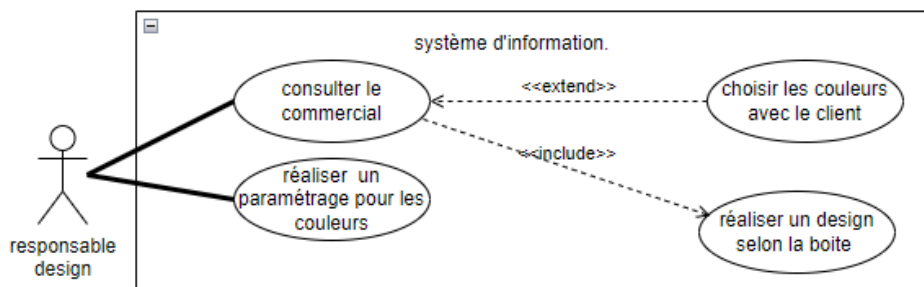 système d'information.
consulter le
commercial
<<extend>>
choisir les couleurs
avec le client
<<include>>
réaliser un
paramétrage pour les
couleurs
réaliser un design
selon la boite
responsable
design